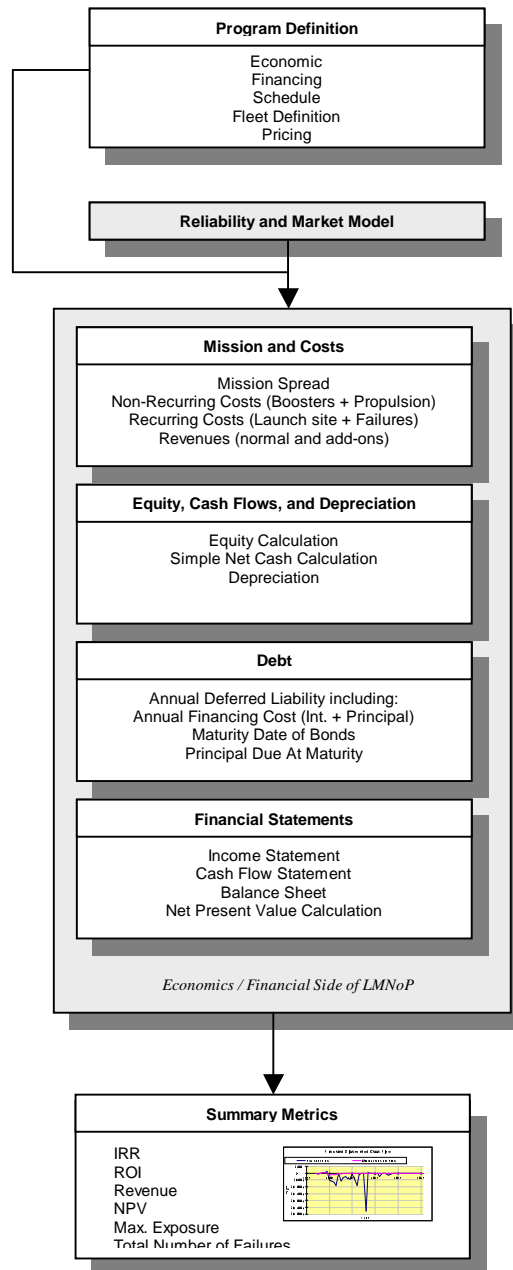 Program Definition
Economic
Financing
Schedule
Fleet Definition
Pricing
Reliability and Market Model
Mission and Costs
Mission Spread
Non-Recurring Costs (Boosters + Propulsion)
Recurring Costs (Launch site + Failures)
Revenues (normal and add-ons)
Equity, Cash Flows, and Depreciation
Equity Calculation
Simple Net Cash Calculation
Depreciation
Debt
Annual Deferred Liability including:
Annual Financing Cost (Int. + Principal)
Maturity Date of Bonds
Principal Due At Maturity
Financial Statements
Income Statement
Cash Flow Statement
Balance Sheet
Net Present Value Calculation
Economics / Financial Side of LMNoP
Summary Metrics
IRR
ROI
Revenue
NPV
Max. Exposure
Total Number of Failures